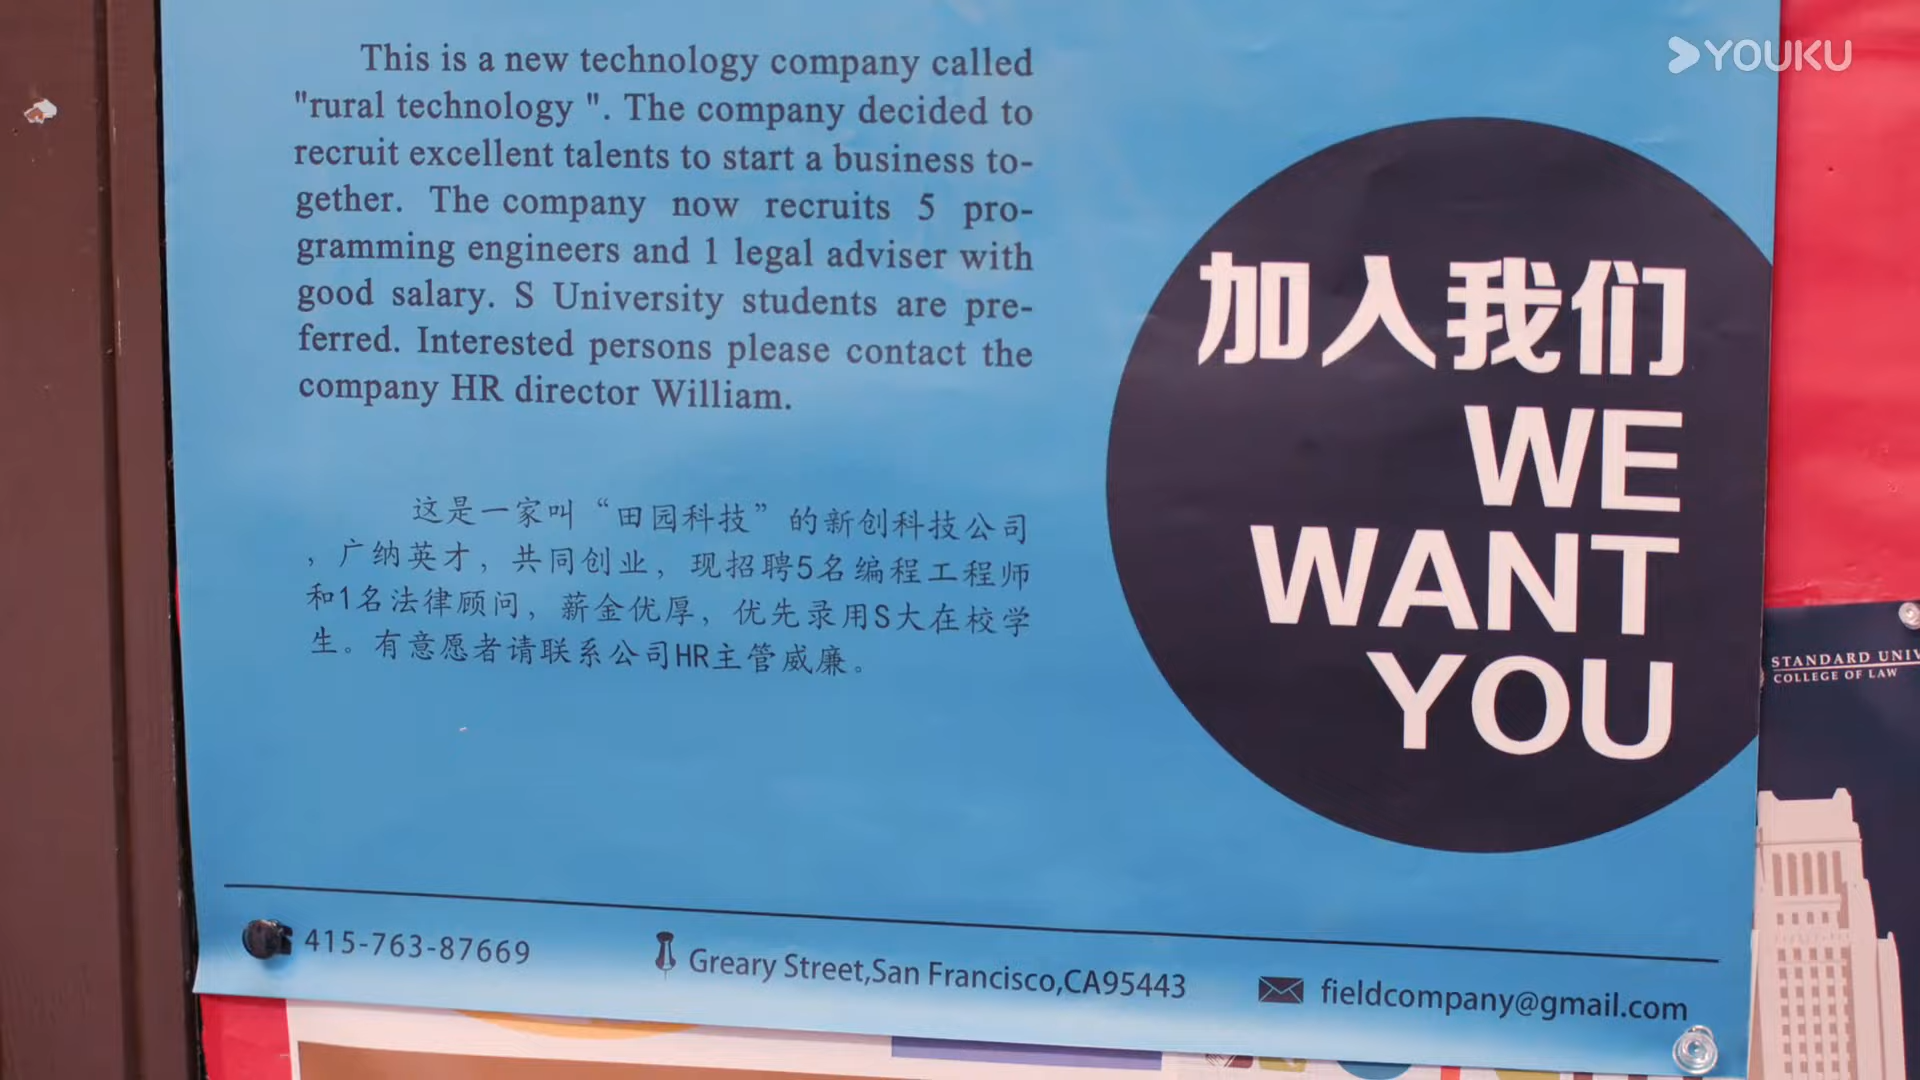 YOUKU
This is a new technology company called
"rural technology ". The company decided to
recruit excellent talents to start a business to-
gether. The company now recruits 5 pro-
gramming engineers and 1 legal adviser with
good salary. S University students are pre-
ferred. Interested persons please contact the
company HR director William.
这是一家叫“田园科技”的新创科技公司
，广纳英才，共同创业，现招聘5名编程工程师
和1名法律顾问，薪金优厚，优先录用S大在校学
生。有意愿者请联系公司HR主管威廉。
加入我们
WE
WANT
YOU
STANDARD UNIV
COLLEGE OF LAW
415-763-87669
Greary Street,San Francisco,CA95443
fieldcompany@gmail.com